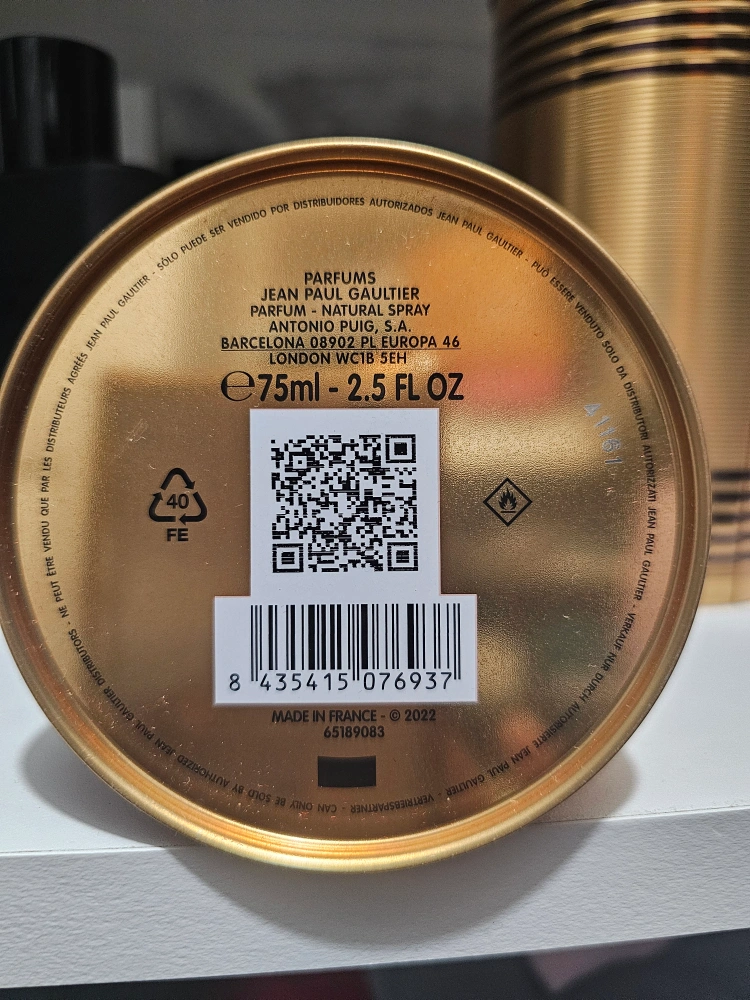 PARFUMS
JEAN PAUL GAULTIER
PARFUM - NATURAL SPRAY
ANTONIO PUIG, S.A.
BARCELONA 08902 PL EUROPA 46
LONDON WC1B 5EH
℮75ml - 2.5 FL OZ
40
FE
8 435415 076937
MADE IN FRANCE - © 2022
65189083
41161
CAN ONLY BE SOLD BY AUTHORIZED JEAN PAUL GAULTIER DISTRIBUTORS - NE PEUT ÊTRE VENDU QUE PAR LES DISTRIBUTEURS AGRÉÉS JEAN PAUL GAULTIER - SÓLO PUEDE SER VENDIDO POR DISTRIBUIDORES AUTORIZADOS JEAN PAUL GAULTIER - PUÒ ESSERE VENDUTO SOLO DA DISTRIBUTORI AUTORIZZATI JEAN PAUL GAULTIER - VERKAUF NUR DURCH AUTORISIERTE JEAN PAUL GAULTIER - VERTRIEBSPARTNER -